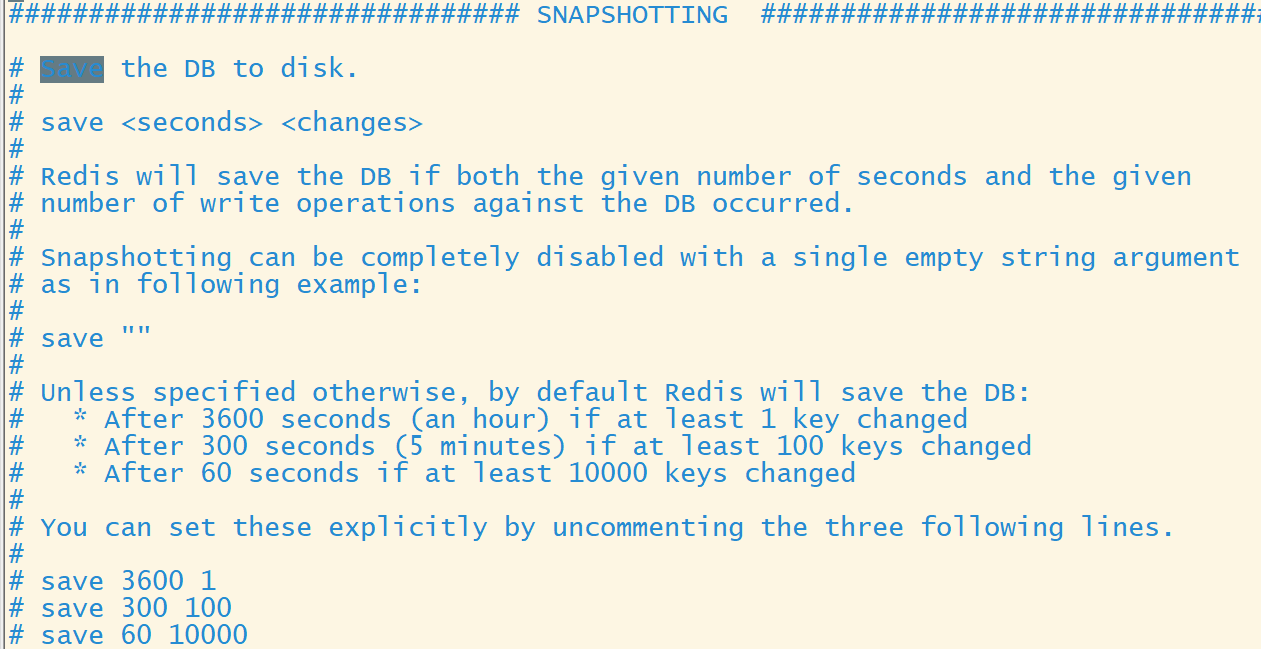 ################################ SNAPSHOTTING  ################################
# Save the DB to disk.
#
# save <seconds> <changes>
#
# Redis will save the DB if both the given number of seconds and the given
# number of write operations against the DB occurred.
#
# Snapshotting can be completely disabled with a single empty string argument
# as in following example:
#
# save ""
#
# Unless specified otherwise, by default Redis will save the DB:
#   * After 3600 seconds (an hour) if at least 1 key changed
#   * After 300 seconds (5 minutes) if at least 100 keys changed
#   * After 60 seconds if at least 10000 keys changed
#
# You can set these explicitly by uncommenting the three following lines.
#
# save 3600 1
# save 300 100
# save 60 10000